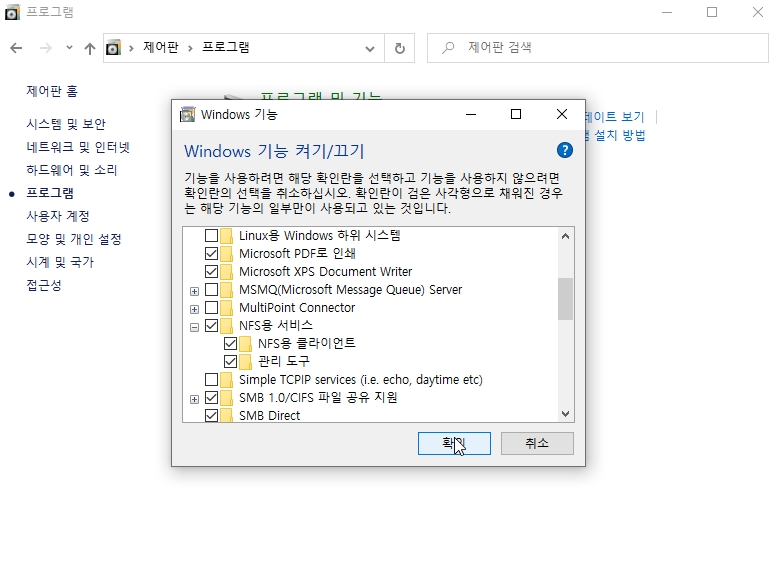 프로그램
제어판 > 프로그램
제어판 검색
제어판 홈
시스템 및 보안
네트워크 및 인터넷
하드웨어 및 소리
프로그램
사용자 계정
모양 및 개인 설정
시계 및 국가
접근성
프로그램 및 기능
데이트 보기
설치 방법
Windows 기능
Windows 기능 켜기/끄기
기능을 사용하려면 해당 확인란을 선택하고 기능을 사용하지 않으려면
확인란의 선택을 취소하십시오. 확인란이 검은 사각형으로 채워진 경우
는 해당 기능의 일부만이 사용되고 있는 것입니다.
Linux용 Windows 하위 시스템
Microsoft PDF로 인쇄
Microsoft XPS Document Writer
MSMQ(Microsoft Message Queue) Server
MultiPoint Connector
NFS용 서비스
NFS용 클라이언트
관리 도구
Simple TCPIP services (i.e. echo, daytime etc)
SMB 1.0/CIFS 파일 공유 지원
SMB Direct
확인
취소